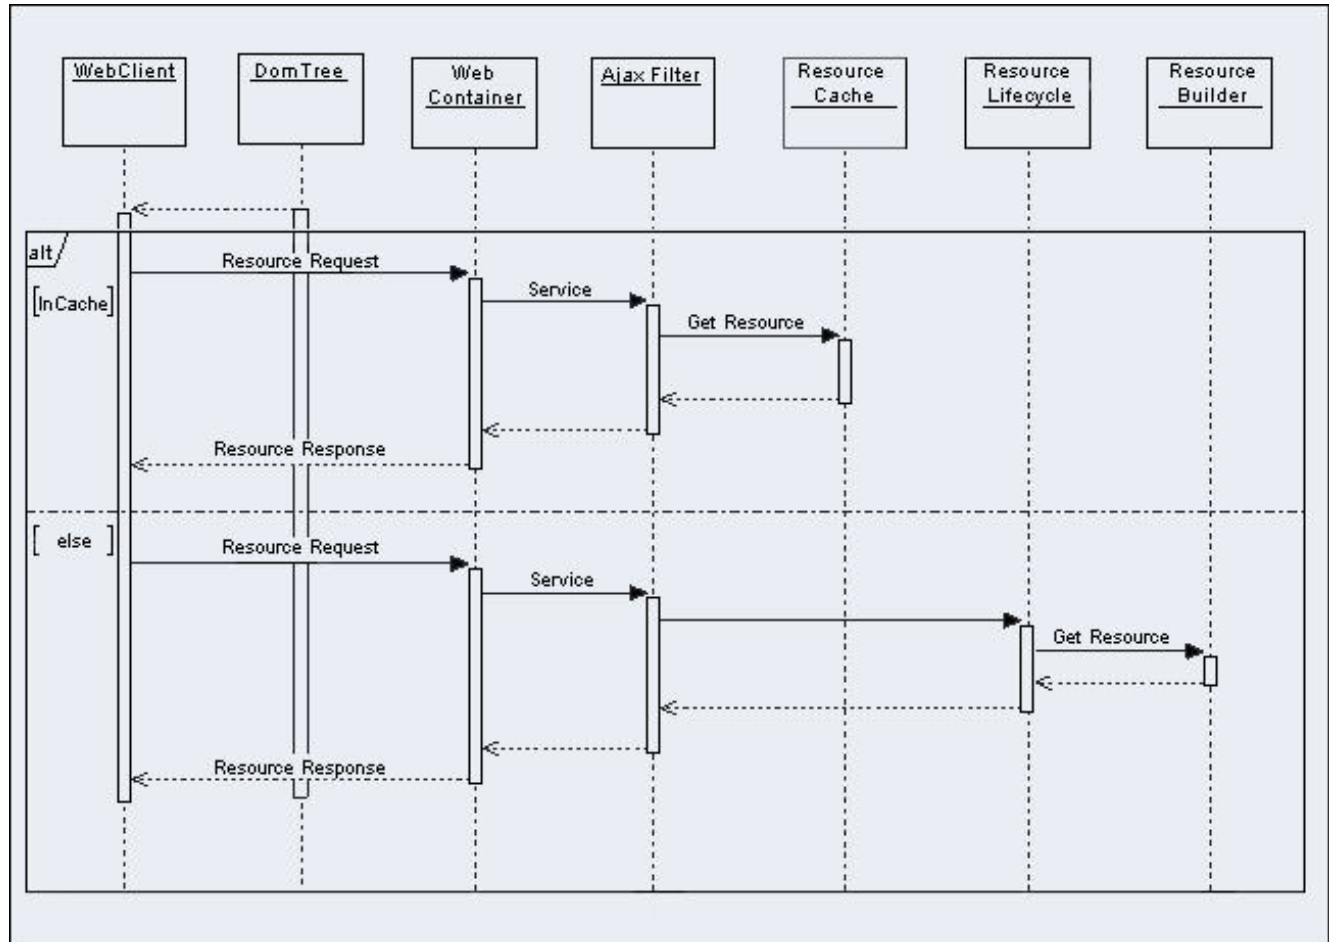 WebClient
DomTree
Web
Container
Ajax Filter
Resource
Cache
Resource
Lifecycle
Resource
Builder
alt
[InCache]
Resource Request
Service
Get Resource
Resource Response
[ else ]
Resource Request
Service
Get Resource
Resource Response